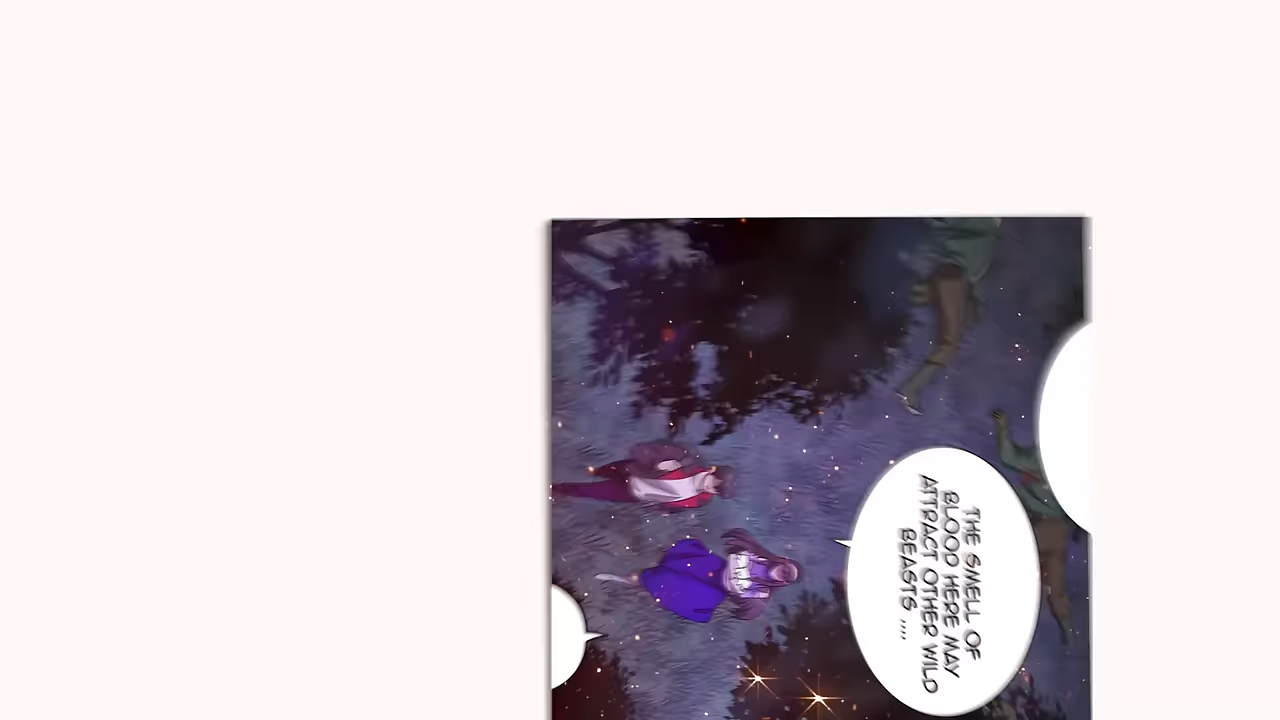 THE SMELL OF
BLOOD HERE MAY
ATTRACT OTHER WILD
BEASTS ....